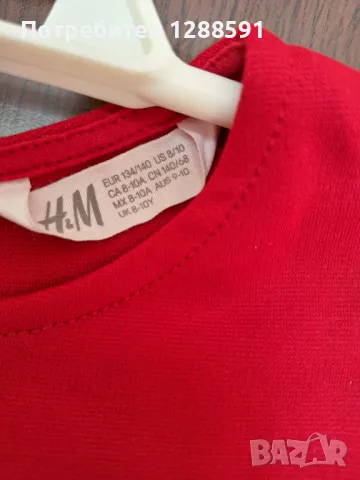 Потребител 1288591
H&M
EUR 134/140 US 8/10
CA 8-10A CN 140/68
MX 8-10A AUS 9-10
UK 8-10Y
BAZAR